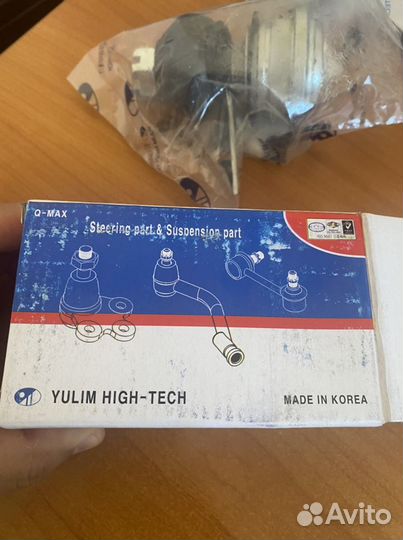 Q-MAX
Steering part & Suspension part
YULIM HIGH-TECH
MADE IN KOREA
Avito